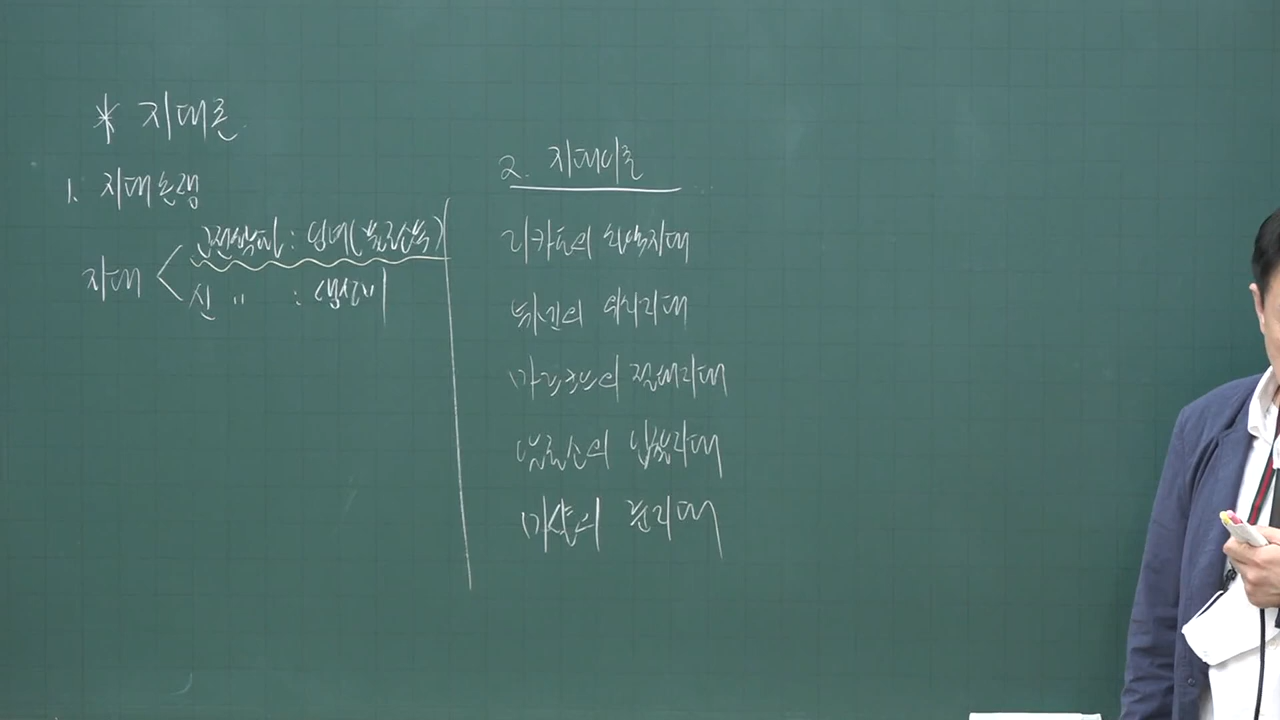 * 지대론
1. 지대논쟁
지대 < 고전학파 : 잉여(불로소득)
신 〃 : 생산비
2. 지대이론
리카도의 차액지대
튀넨의 위치지대
마르크스의 절대지대
알론소의 입찰지대
마샬의 준지대